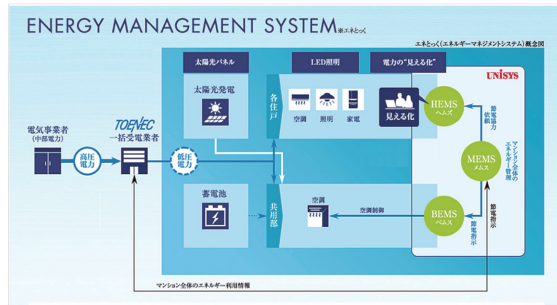 ENERGY MANAGEMENT SYSTEM※エネとっく
エネとっく(エネルギーマネジメントシステム)概念図
太陽光パネル
LED照明
電力の"見える化"
UNISYS
太陽光発電
各住戸
空調
照明
家電
見える化
HEMS
ヘムズ
節電協力
依頼
電気事業者
(中部電力)
高圧
電力
TOENEC
一括受電業者
低圧
電力
MEMS
メムス
マンション全体の
エネルギー管理
蓄電池
共用部
空調
空調制御
BEMS
ベムス
節電指示
節電指示
マンション全体のエネルギー利用情報